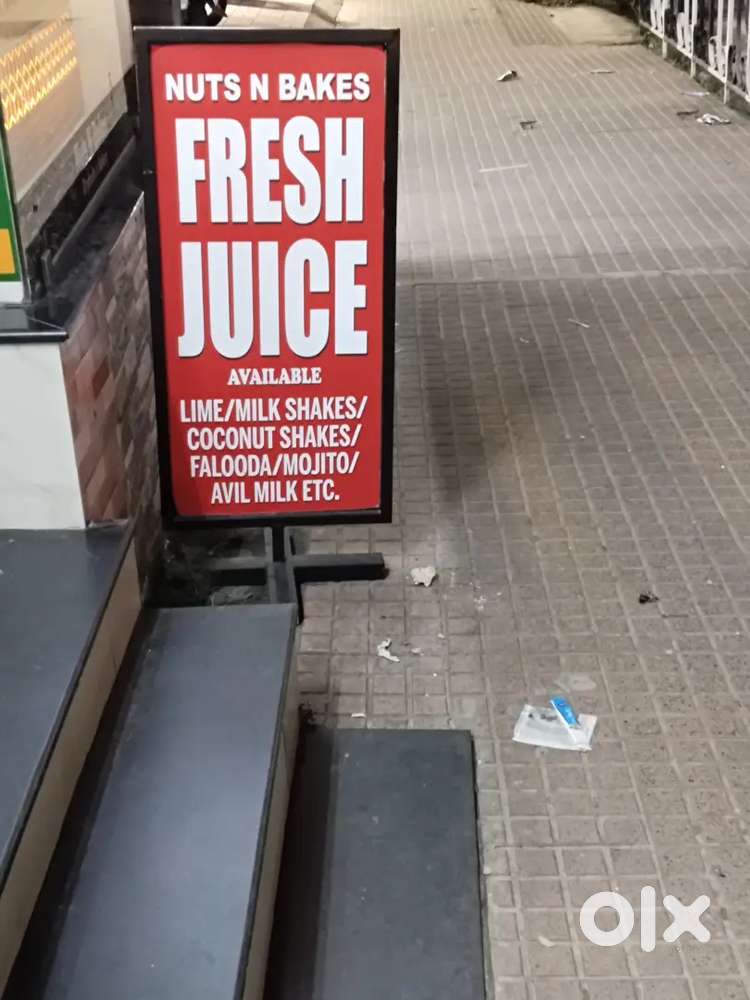 NUTS N BAKES
FRESH
JUICE
AVAILABLE
LIME/MILK SHAKES/
COCONUT SHAKES/
FALOODA/MOJITO/
AVIL MILK ETC.
olx